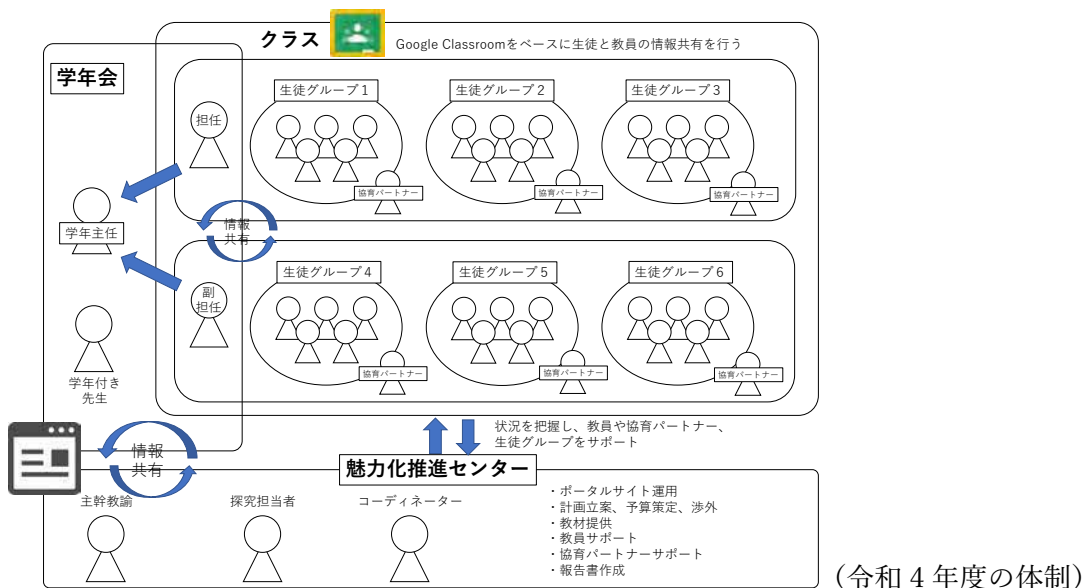 クラス
Google Classroomをベースに生徒と教員の情報共有を行う
学年会
担任
生徒グループ1
生徒グループ2
生徒グループ3
協育パートナー
協育パートナー
協育パートナー
学年主任
情報
共有
副
担任
生徒グループ4
生徒グループ5
生徒グループ6
協育パートナー
協育パートナー
協育パートナー
学年付き
先生
状況を把握し、教員や協育パートナー、
生徒グループをサポート
情報
共有
魅力化推進センター
主幹教諭
探究担当者
コーディネーター
・ポータルサイト運用
・計画立案、予算策定、渉外
・教材提供
・教員サポート
・協育パートナーサポート
・報告書作成
（令和4年度の体制）